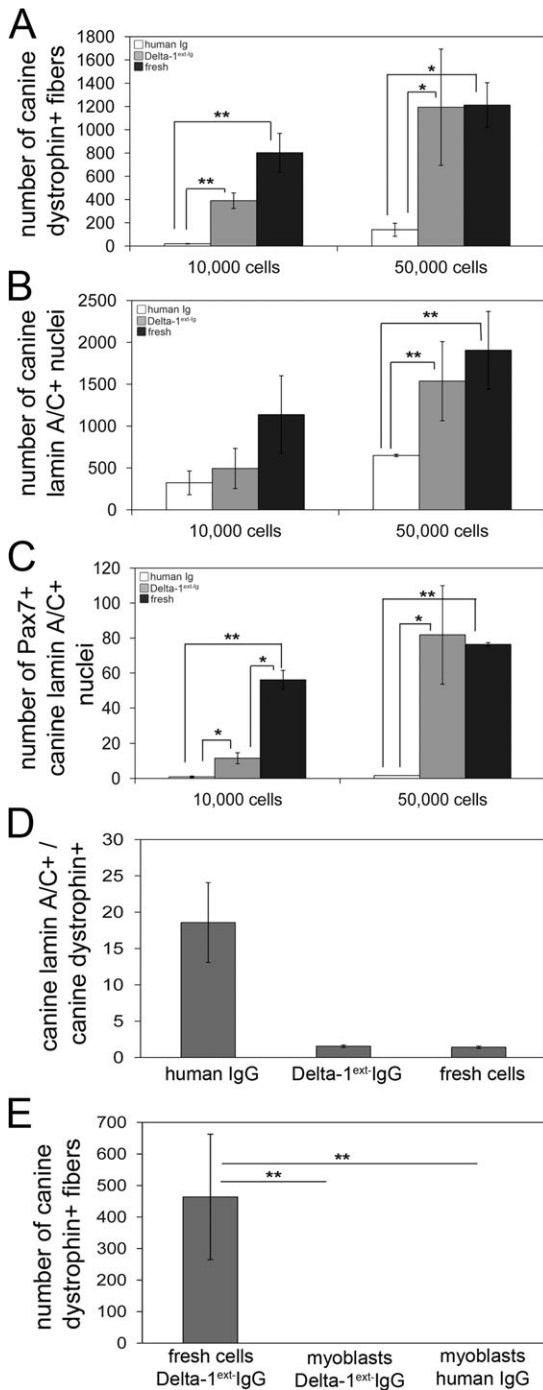 A
number of canine
dystrophin+ fibers
1800
1600
1400
1200
1000
800
600
400
200
0
human Ig
Delta-1ext-Ig
fresh
**
**
*
*
10,000 cells
50,000 cells
B
number of canine
lamin A/C+ nuclei
2500
2000
1500
1000
500
0
human Ig
Delta-1ext-Ig
fresh
**
**
10,000 cells
50,000 cells
C
number of Pax7+
canine lamin A/C+
nuclei
120
100
80
60
40
20
0
human Ig
Delta-1ext-Ig
fresh
**
*
*
**
*
10,000 cells
50,000 cells
D
canine lamin A/C+ /
canine dystrophin+
30
25
20
15
10
5
0
human IgG
Delta-1ext-IgG
fresh cells
E
number of canine
dystrophin+ fibers
700
600
500
400
300
200
100
0
**
**
fresh cells
Delta-1ext-IgG
myoblasts
Delta-1ext-IgG
myoblasts
human IgG